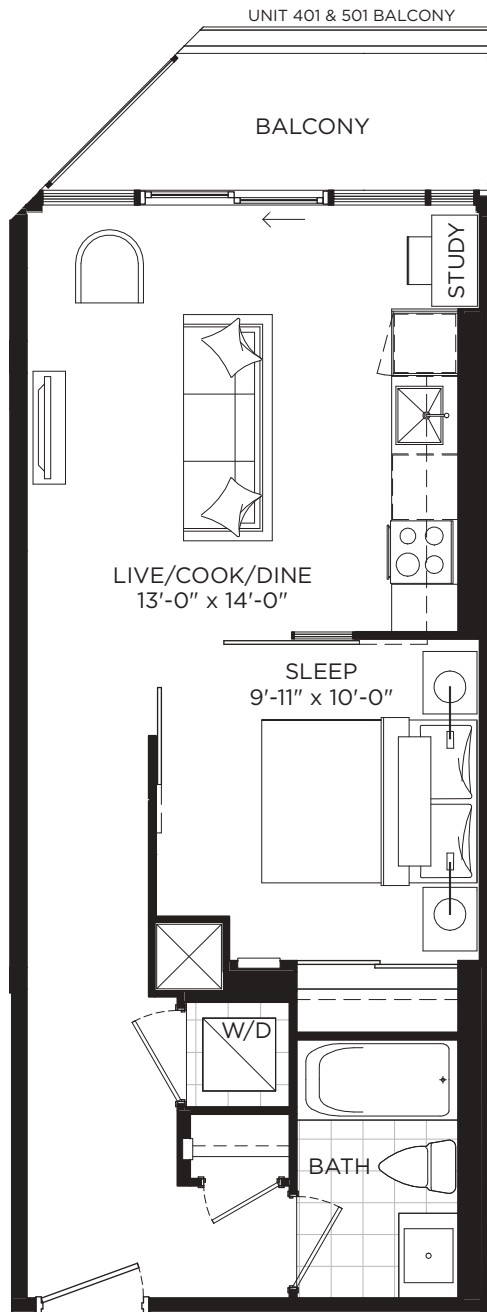 UNIT 401 & 501 BALCONY
BALCONY
STUDY
LIVE/COOK/DINE
13'-0" x 14'-0"
SLEEP
9'-11" x 10'-0"
W/D
BATH